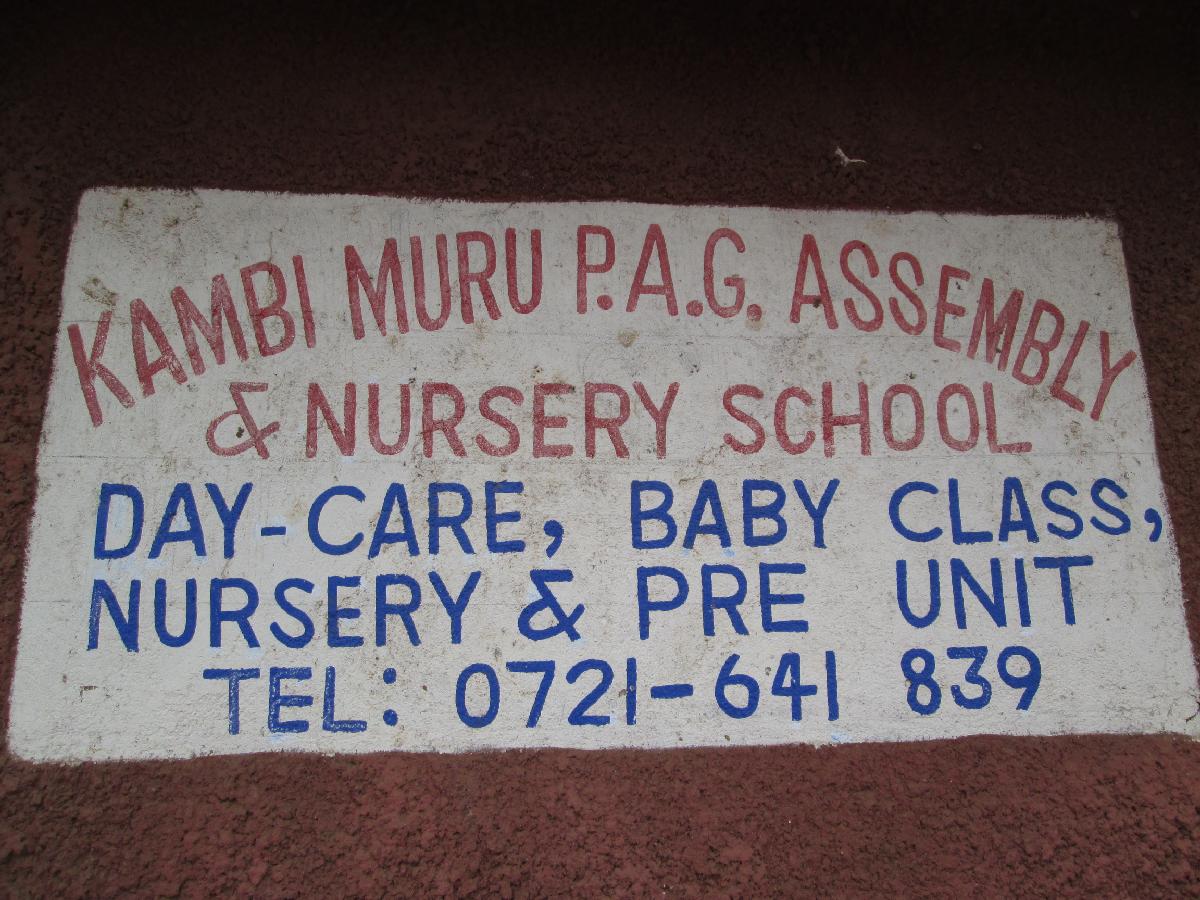 KAMBI MURU P.A.G. ASSEMBLY
& NURSERY SCHOOL
DAY-CARE, BABY CLASS,
NURSERY & PRE UNIT
TEL: 0721-641 839